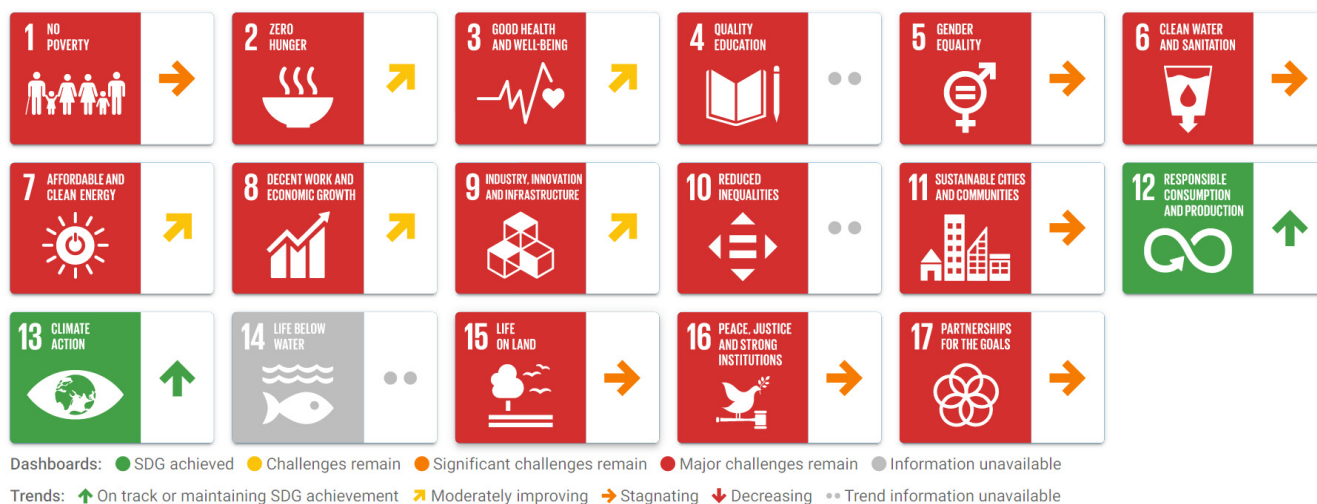 1 NO
POVERTY
2 ZERO
HUNGER
3 GOOD HEALTH
AND WELL-BEING
4 QUALITY
EDUCATION
5 GENDER
EQUALITY
6 CLEAN WATER
AND SANITATION
7 AFFORDABLE AND
CLEAN ENERGY
8 DECENT WORK AND
ECONOMIC GROWTH
9 INDUSTRY, INNOVATION
AND INFRASTRUCTURE
10 REDUCED
INEQUALITIES
11 SUSTAINABLE CITIES
AND COMMUNITIES
12 RESPONSIBLE
CONSUMPTION
AND PRODUCTION
13 CLIMATE
ACTION
14 LIFE BELOW
WATER
15 LIFE
ON LAND
16 PEACE, JUSTICE
AND STRONG
INSTITUTIONS
17 PARTNERSHIPS
FOR THE GOALS
Dashboards: SDG achieved Challenges remain Significant challenges remain Major challenges remain Information unavailable
Trends: On track or maintaining SDG achievement Moderately improving Stagnating Decreasing Trend information unavailable